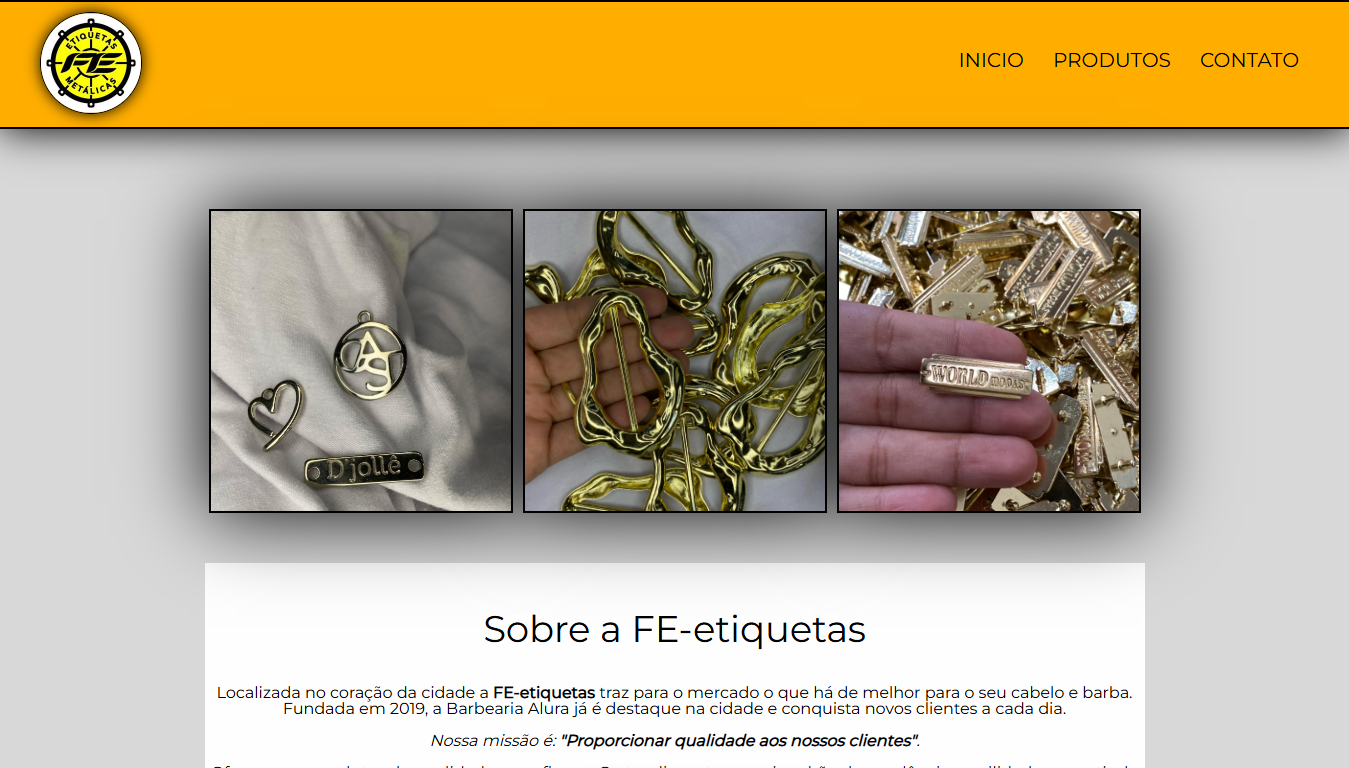 ETIQUETAS
FE
METÁLICAS
INICIO PRODUTOS CONTATO
AS
D'jollê
WORLD MODAS
Sobre a FE-etiquetas
Localizada no coração da cidade a FE-etiquetas traz para o mercado o que há de melhor para o seu cabelo e barba.
Fundada em 2019, a Barbearia Alura já é destaque na cidade e conquista novos clientes a cada dia.
Nossa missão é: "Proporcionar qualidade aos nossos clientes".